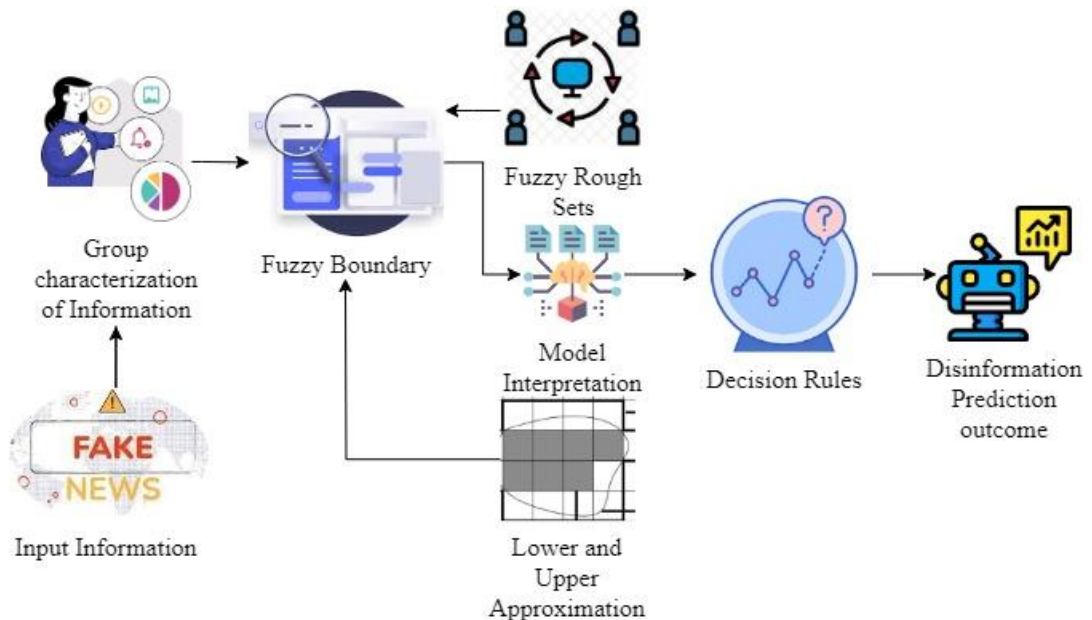 Group
characterization
of Information
Fuzzy Boundary
Fuzzy Rough
Sets
Model
Interpretation
?
Decision Rules
Disinformation
Prediction
outcome
!
FAKE
NEWS
Input Information
Lower and
Upper
Approximation